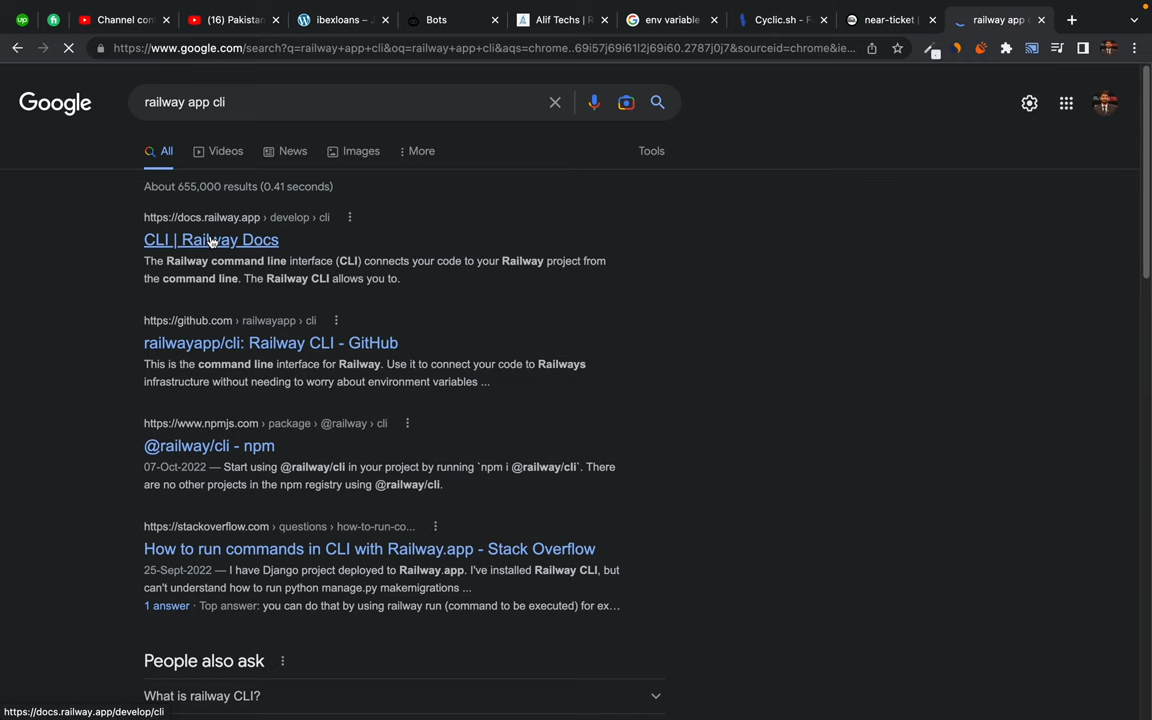 Channel con
(16) Pakistan
ibexloans – J
Bots
Alif Techs | R
env variable
Cyclic.sh - F
near-ticket |
railway app c
https://www.google.com/search?q=railway+app+cli&oq=railway+app+cli&aqs=chrome..69i57j69i61l2j69i60.2787j0j7&sourceid=chrome&ie...
Google
railway app cli
All
Videos
News
Images
More
Tools
About 655,000 results (0.41 seconds)
https://docs.railway.app › develop › cli
CLI | Railway Docs
The Railway command line interface (CLI) connects your code to your Railway project from
the command line. The Railway CLI allows you to.
https://github.com › railwayapp › cli
railwayapp/cli: Railway CLI - GitHub
This is the command line interface for Railway. Use it to connect your code to Railways
infrastructure without needing to worry about environment variables ...
https://www.npmjs.com › package › @railway › cli
@railway/cli - npm
07-Oct-2022 — Start using @railway/cli in your project by running `npm i @railway/cli`. There
are no other projects in the npm registry using @railway/cli.
https://stackoverflow.com › questions › how-to-run-co...
How to run commands in CLI with Railway.app - Stack Overflow
25-Sept-2022 — I have Django project deployed to Railway.app. I've installed Railway CLI, but
can't understand how to run python manage.py makemigrations ...
1 answer · Top answer: you can do that by using railway run (command to be executed) for ex...
People also ask
What is railway CLI?
https://docs.railway.app/develop/cli